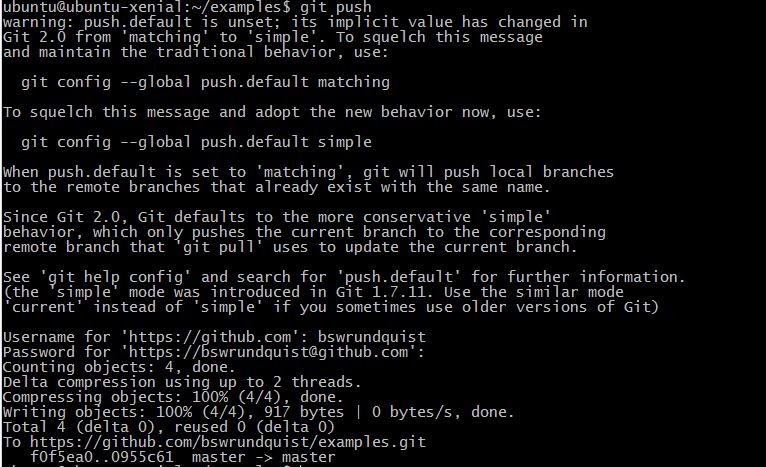 ubuntu@ubuntu-xenial:~/examples$ git push
warning: push.default is unset; its implicit value has changed in
Git 2.0 from 'matching' to 'simple'. To squelch this message
and maintain the traditional behavior, use:

  git config --global push.default matching

To squelch this message and adopt the new behavior now, use:

  git config --global push.default simple

When push.default is set to 'matching', git will push local branches
to the remote branches that already exist with the same name.

Since Git 2.0, Git defaults to the more conservative 'simple'
behavior, which only pushes the current branch to the corresponding
remote branch that 'git pull' uses to update the current branch.

See 'git help config' and search for 'push.default' for further information.
(the 'simple' mode was introduced in Git 1.7.11. Use the similar mode
'current' instead of 'simple' if you sometimes use older versions of Git)

Username for 'https://github.com': bswrundquist
Password for 'https://bswrundquist@github.com':
Counting objects: 4, done.
Delta compression using up to 2 threads.
Compressing objects: 100% (4/4), done.
Writing objects: 100% (4/4), 917 bytes | 0 bytes/s, done.
Total 4 (delta 0), reused 0 (delta 0)
To https://github.com/bswrundquist/examples.git
   f0f5ea0..0955c61  master -> master